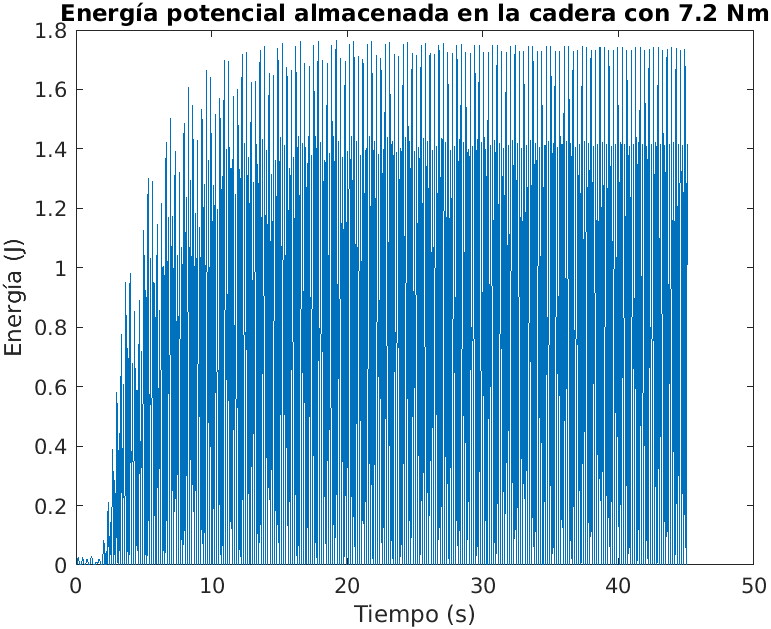 Energía potencial almacenada en la cadera con 7.2 Nm
1.8
1.6
1.4
1.2
1
0.8
0.6
0.4
0.2
0
Energía (J)
0 10 20 30 40 50
Tiempo (s)